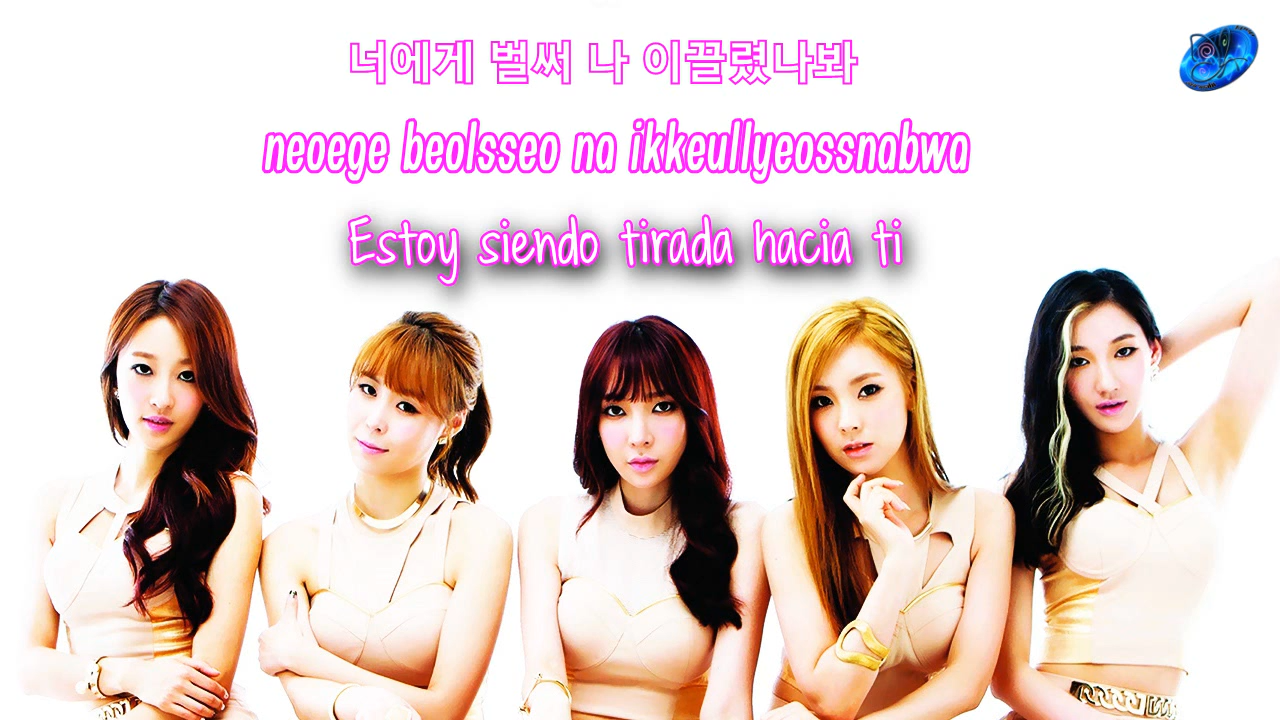 너에게 벌써 나 이끌렸나봐
neoege beolsseo na ikkeullyeossnabwa
Estoy siendo tirada hacia ti